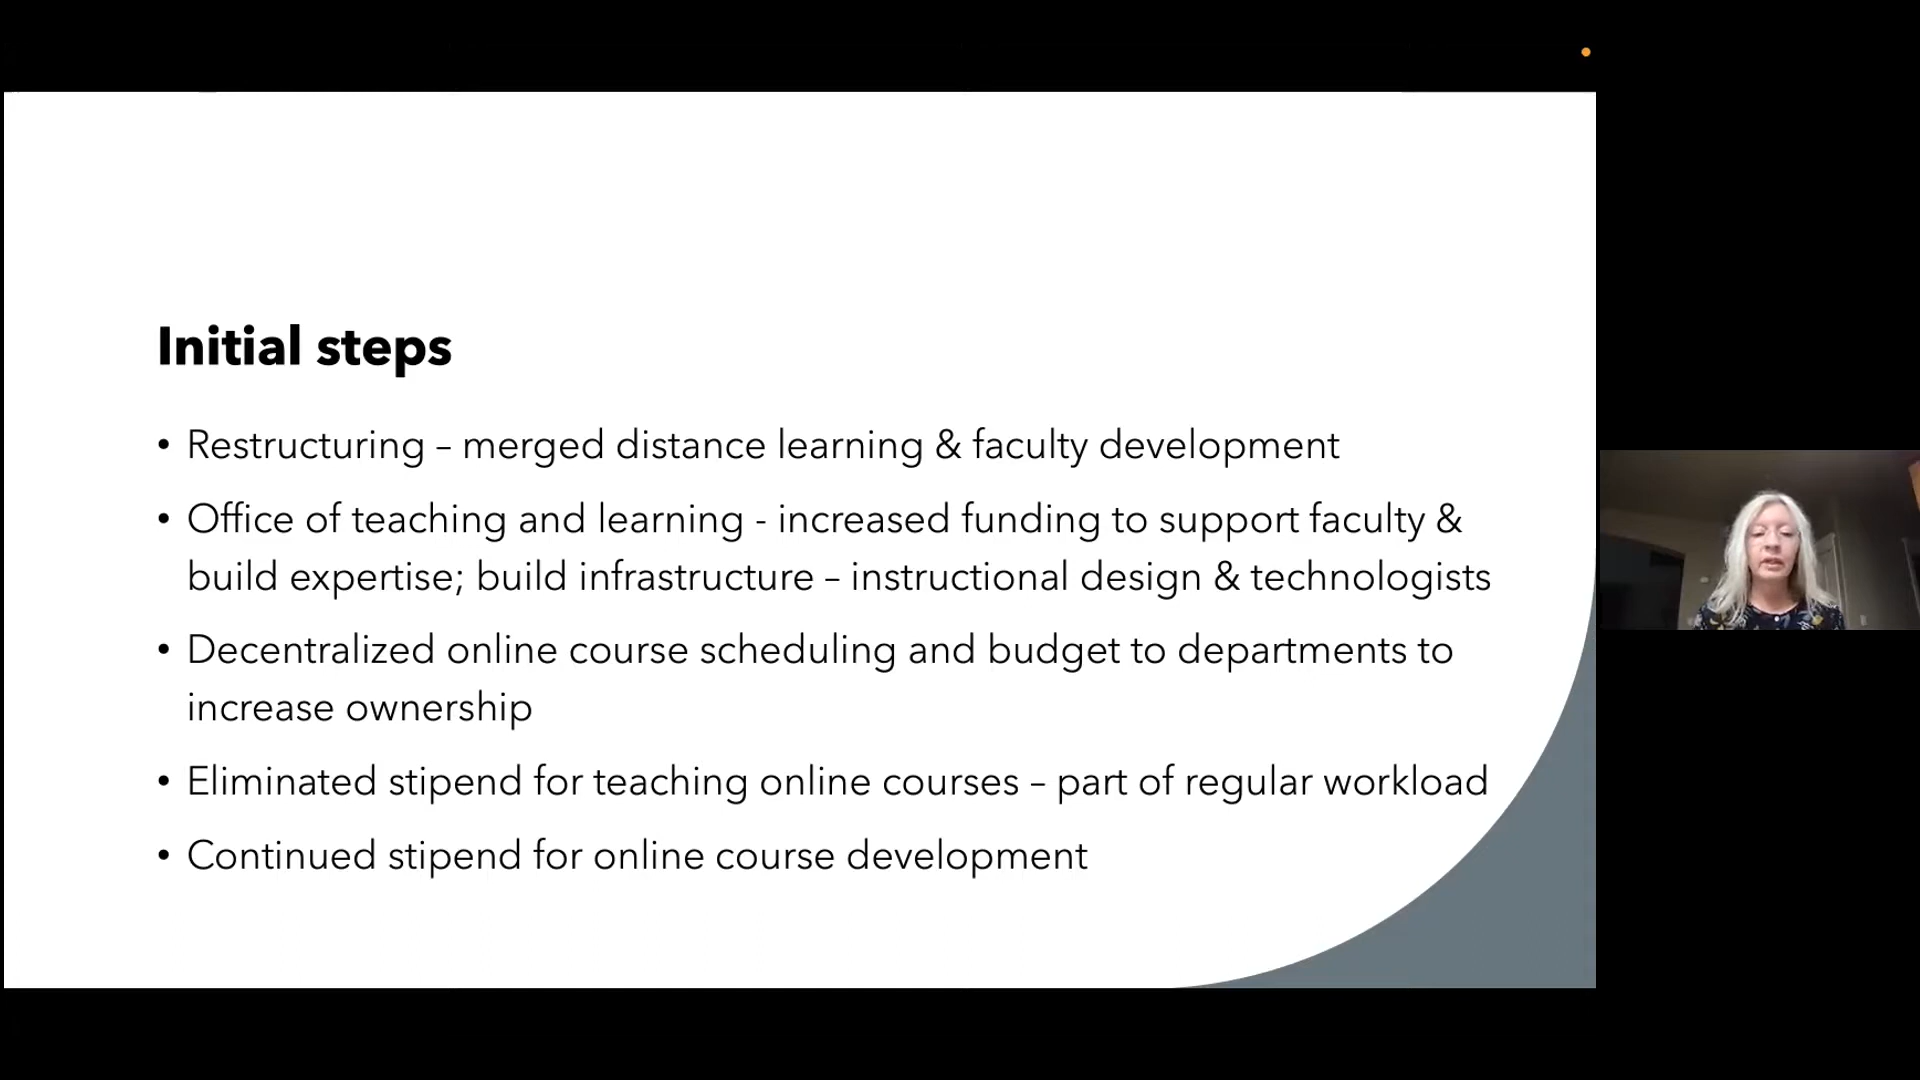 Initial steps
• Restructuring – merged distance learning & faculty development
• Office of teaching and learning - increased funding to support faculty &
build expertise; build infrastructure – instructional design & technologists
• Decentralized online course scheduling and budget to departments to
increase ownership
• Eliminated stipend for teaching online courses – part of regular workload
• Continued stipend for online course development